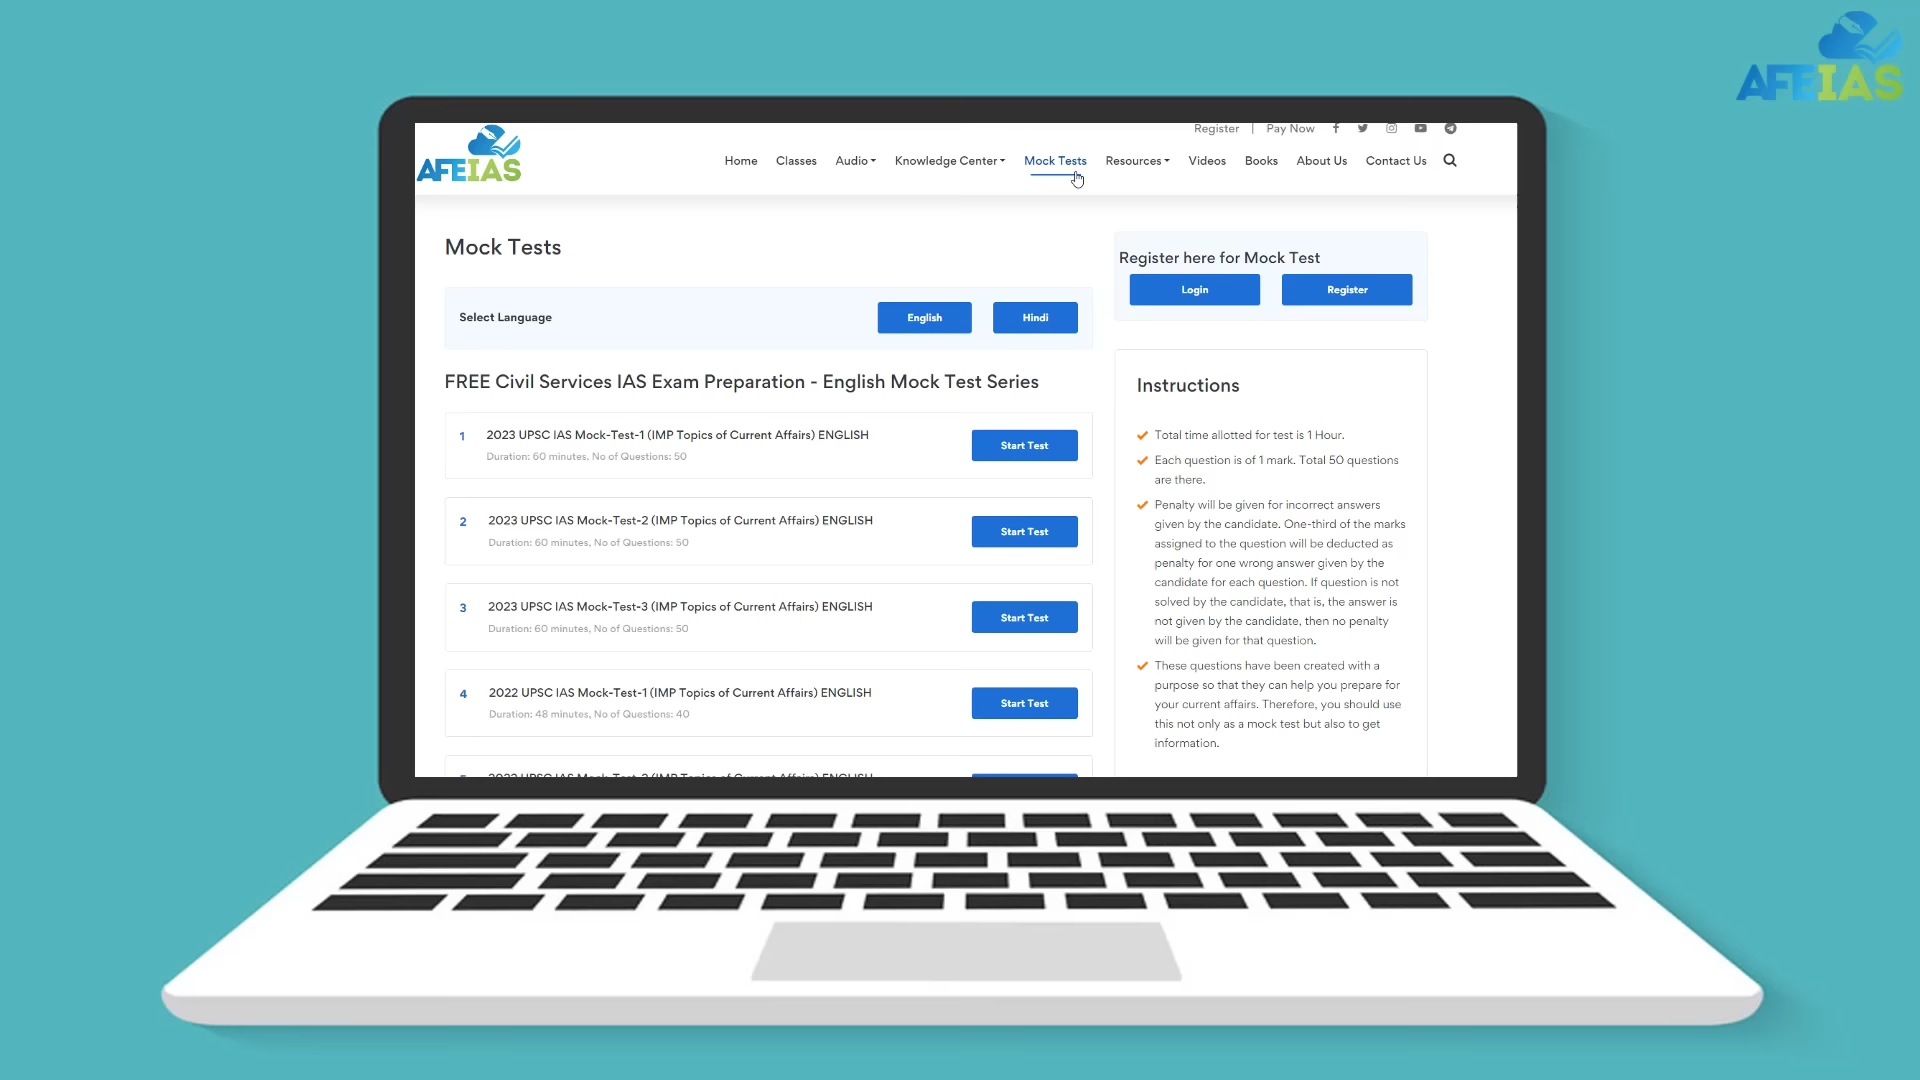 AFEIAS
Register | Pay Now
AFEIAS
Home Classes Audio Knowledge Center Mock Tests Resources Videos Books About Us Contact Us
Mock Tests
Select Language English Hindi
FREE Civil Services IAS Exam Preparation - English Mock Test Series
1 2023 UPSC IAS Mock-Test-1 (IMP Topics of Current Affairs) ENGLISH
Duration: 60 minutes, No of Questions: 50
Start Test
2 2023 UPSC IAS Mock-Test-2 (IMP Topics of Current Affairs) ENGLISH
Duration: 60 minutes, No of Questions: 50
Start Test
3 2023 UPSC IAS Mock-Test-3 (IMP Topics of Current Affairs) ENGLISH
Duration: 60 minutes, No of Questions: 50
Start Test
4 2022 UPSC IAS Mock-Test-1 (IMP Topics of Current Affairs) ENGLISH
Duration: 48 minutes, No of Questions: 40
Start Test
2022 UPSC IAS Mock-Test-2 (IMP Topics of Current Affairs) ENGLISH
Register here for Mock Test
Login Register
Instructions
Total time allotted for test is 1 Hour.
Each question is of 1 mark. Total 50 questions
are there.
Penalty will be given for incorrect answers
given by the candidate. One-third of the marks
assigned to the question will be deducted as
penalty for one wrong answer given by the
candidate for each question. If question is not
solved by the candidate, that is, the answer is
not given by the candidate, then no penalty
will be given for that question.
These questions have been created with a
purpose so that they can help you prepare for
your current affairs. Therefore, you should use
this not only as a mock test but also to get
information.